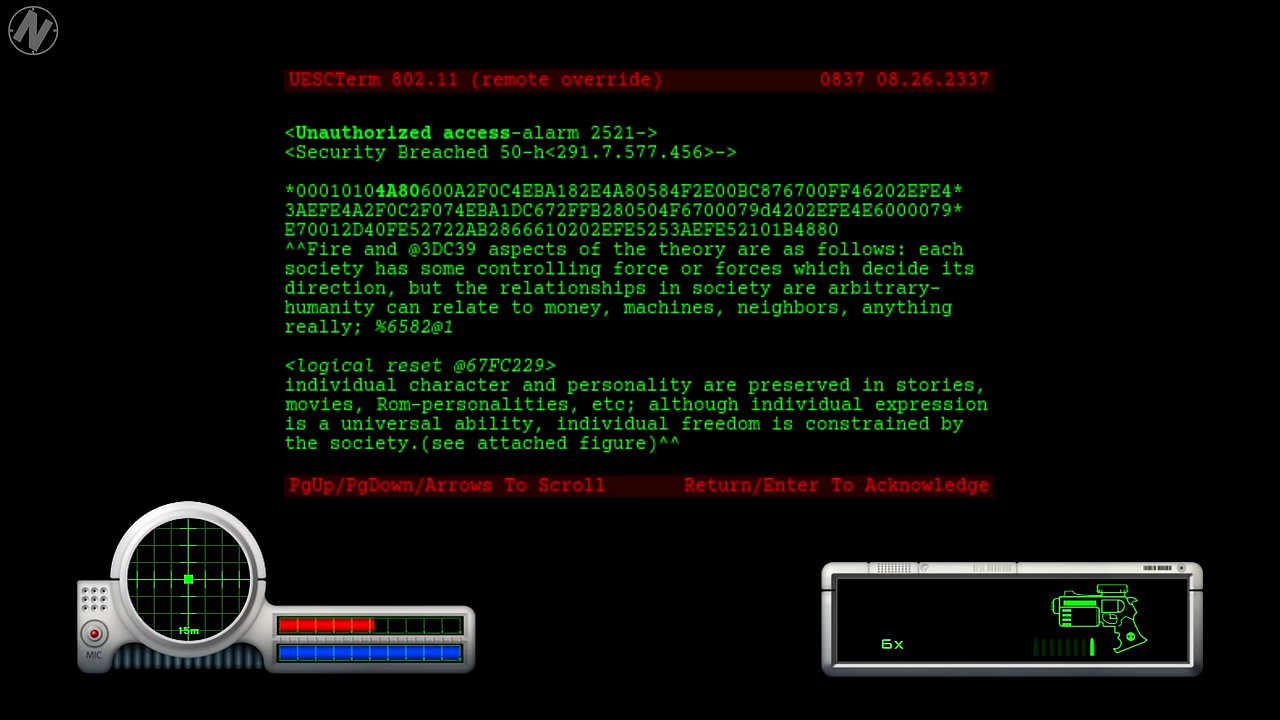 N
UESCTerm 802.11 (remote override) 0837 08.26.2337
<Unauthorized access-alarm 2521->
<Security Breached 50-h<291.7.577.456>->
*00010104A80600A2F0C4EBA182E4A80584F2E00BC876700FF46202EFE4*
3AEFE4A2F0C2F074EBA1DC672FFB280504F6700079d4202EFE4E6000079*
E70012D40FE52722AB2866610202EFE5253AEFE52101B4880
^^Fire and @3DC39 aspects of the theory are as follows: each
society has some controlling force or forces which decide its
direction, but the relationships in society are arbitrary-
humanity can relate to money, machines, neighbors, anything
really; %6582@1
<logical reset @67FC229>
individual character and personality are preserved in stories,
movies, Rom-personalities, etc; although individual expression
is a universal ability, individual freedom is constrained by
the society.(see attached figure)^^
PgUp/PgDown/Arrows To Scroll Return/Enter To Acknowledge
15m
MIC
6x